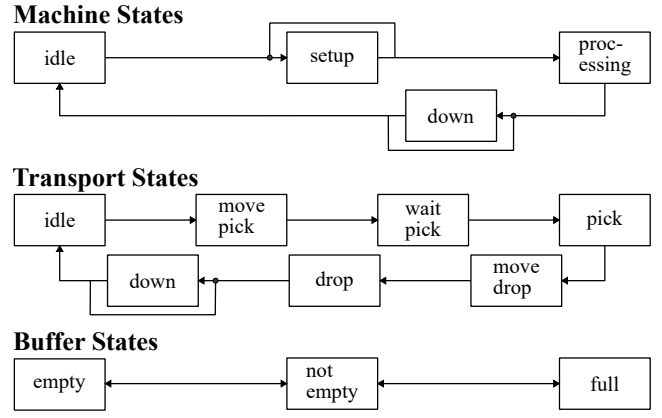 Machine States
idle
setup
proc-
essing
down
Transport States
idle
move
pick
wait
pick
pick
down
drop
move
drop
Buffer States
empty
not
empty
full